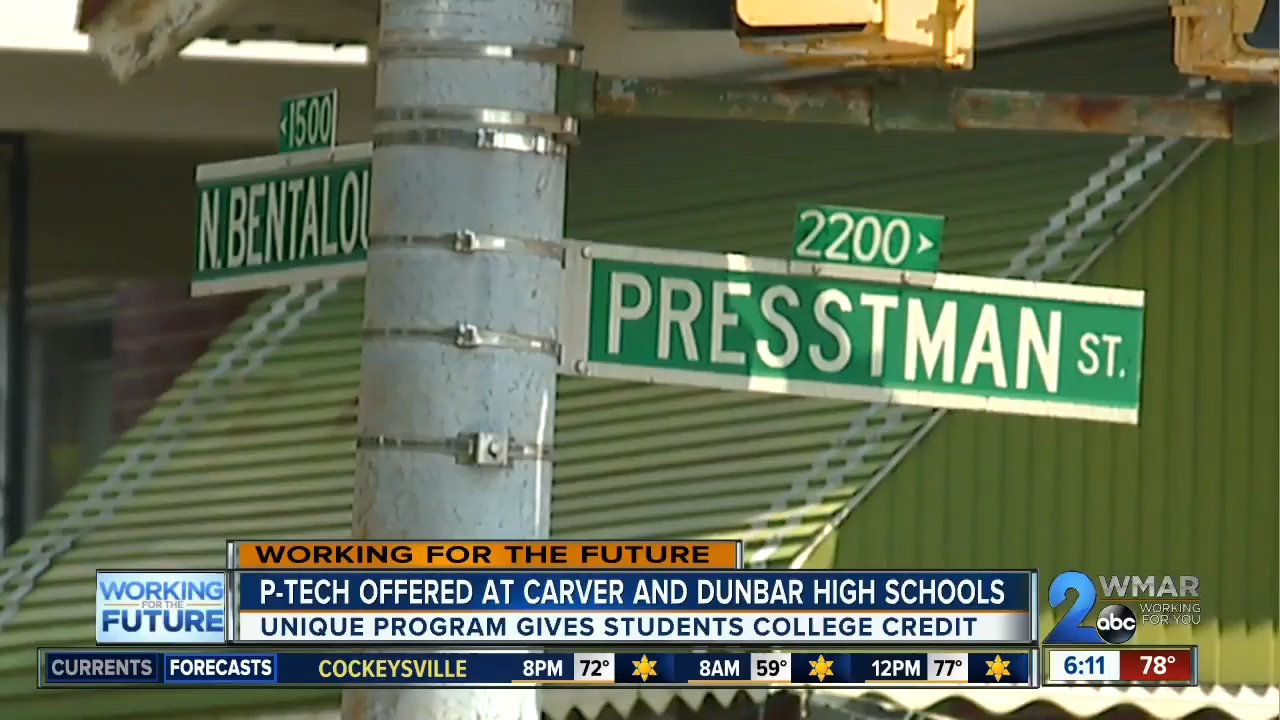 <1500
N. BENTALOU
2200>
PRESSTMAN ST.
WORKING FOR THE FUTURE
WORKING
FOR THE
FUTURE
P-TECH OFFERED AT CARVER AND DUNBAR HIGH SCHOOLS
UNIQUE PROGRAM GIVES STUDENTS COLLEGE CREDIT
2 WMAR
abc WORKING
FOR YOU
CURRENTS FORECASTS COCKEYSVILLE 8PM 72° 8AM 59° 12PM 77° 6:11 78°